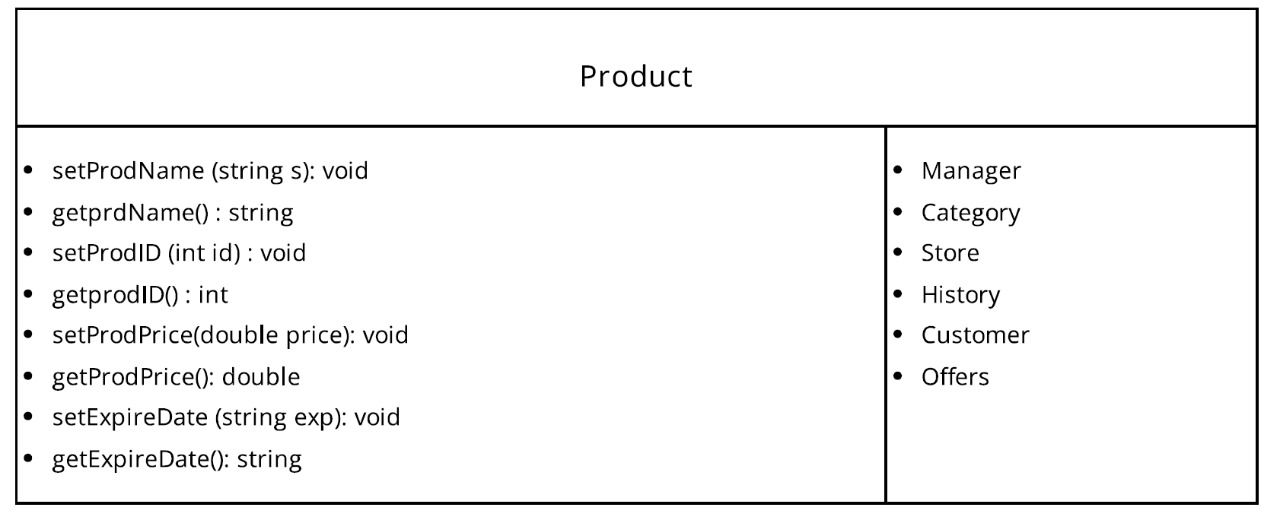 Product
• setProdName (string s): void
• getprdName() : string
• setProdID (int id) : void
• getprodID() : int
• setProdPrice(double price): void
• getProdPrice(): double
• setExpireDate (string exp): void
• getExpireDate(): string
• Manager
• Category
• Store
• History
• Customer
• Offers